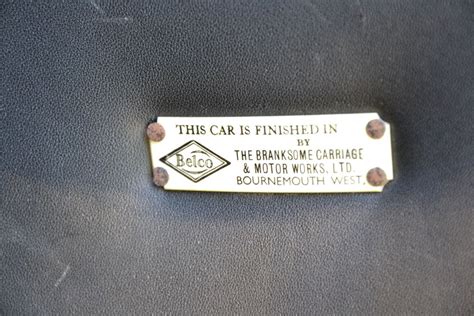 THIS CAR IS FINISHED IN
Belco
BY
THE BRANKSOME CARRIAGE
& MOTOR WORKS, LTD.
BOURNEMOUTH WEST.